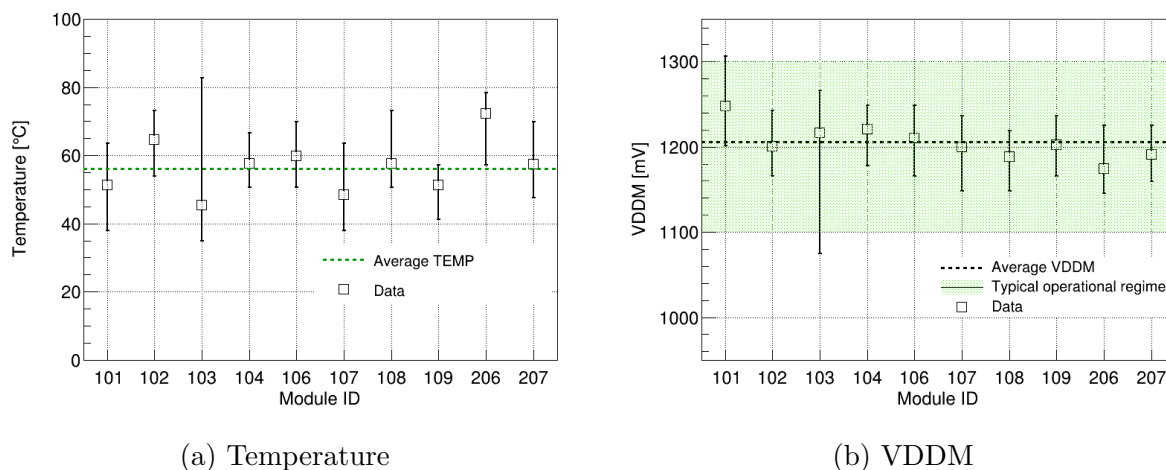 Temperature [°C]
100
80
60
40
20
0
Average TEMP
Data
101 102 103 104 106 107 108 109 206 207
Module ID
(a) Temperature
VDDM [mV]
1300
1200
1100
1000
Average VDDM
Typical operational regime
Data
101 102 103 104 106 107 108 109 206 207
Module ID
(b) VDDM